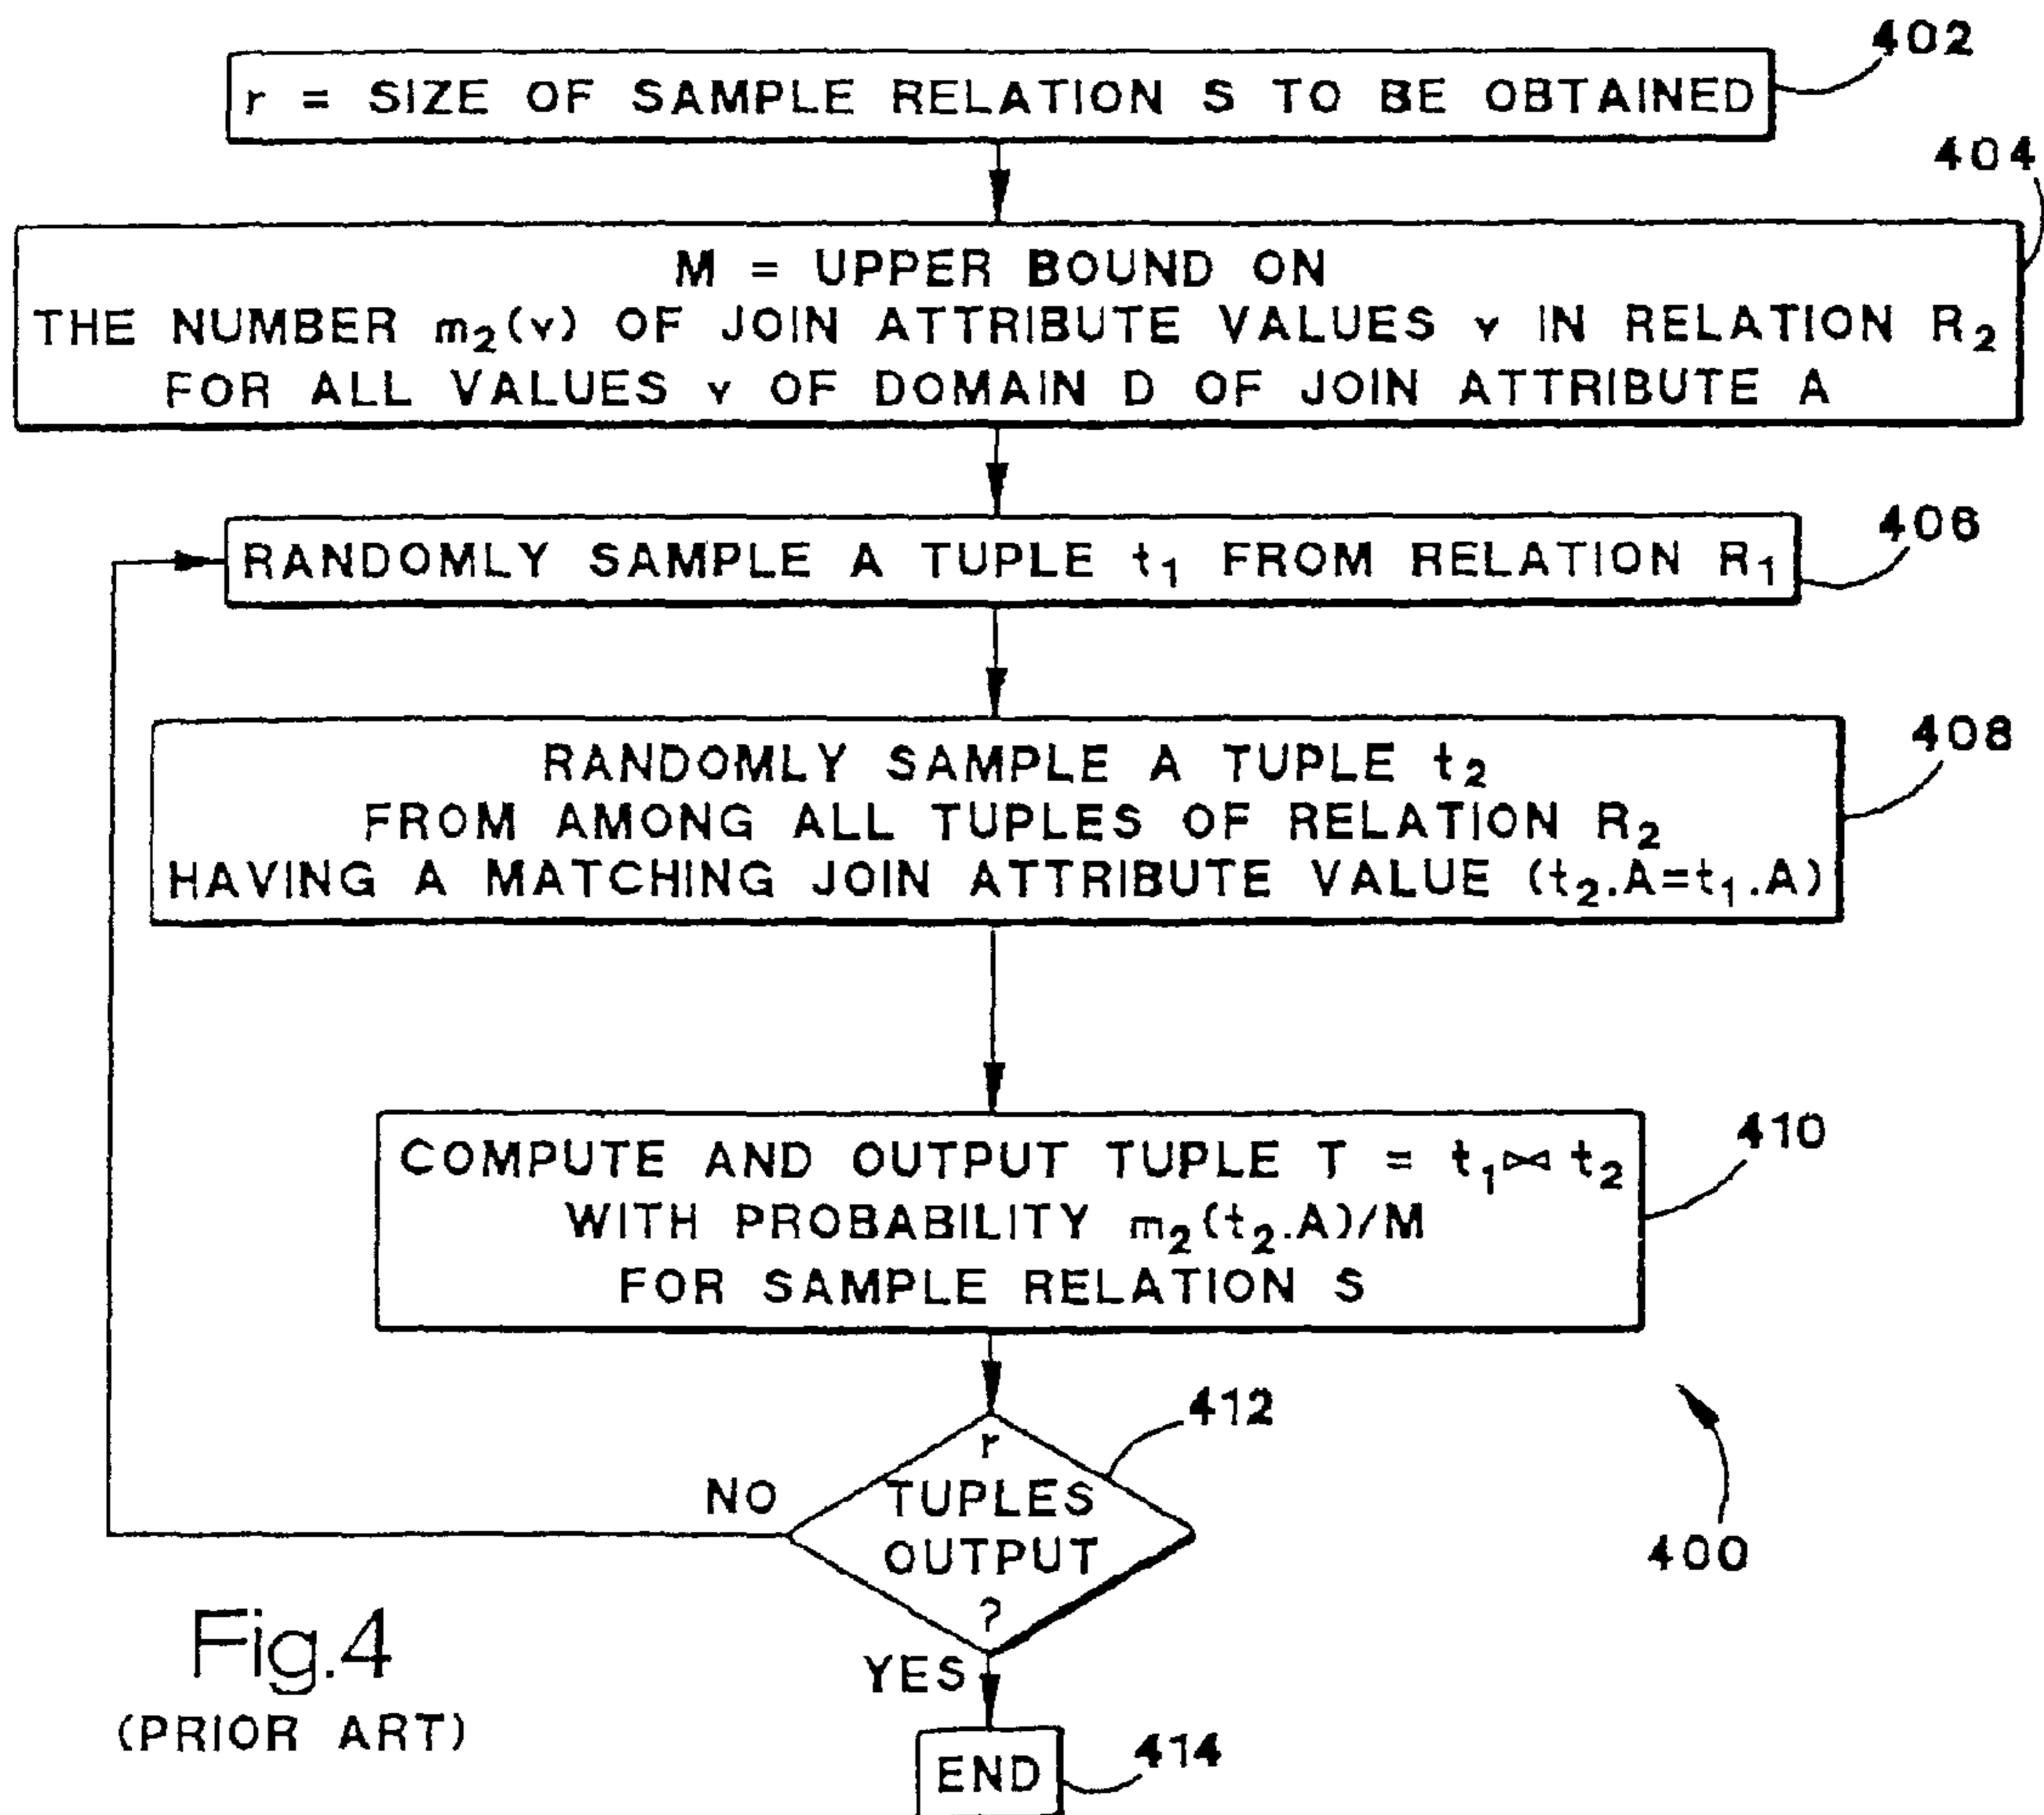 402
r = SIZE OF SAMPLE RELATION S TO BE OBTAINED
404
M = UPPER BOUND ON
THE NUMBER m₂(v) OF JOIN ATTRIBUTE VALUES v IN RELATION R₂
FOR ALL VALUES v OF DOMAIN D OF JOIN ATTRIBUTE A
406
RANDOMLY SAMPLE A TUPLE t₁ FROM RELATION R₁
408
RANDOMLY SAMPLE A TUPLE t₂
FROM AMONG ALL TUPLES OF RELATION R₂
HAVING A MATCHING JOIN ATTRIBUTE VALUE (t₂.A=t₁.A)
410
COMPUTE AND OUTPUT TUPLE T = t₁⋈ t₂
WITH PROBABILITY m₂(t₂.A)/M
FOR SAMPLE RELATION S
412
r
TUPLES
OUTPUT
?
NO
YES
400
END
414
Fig.4
(PRIOR ART)